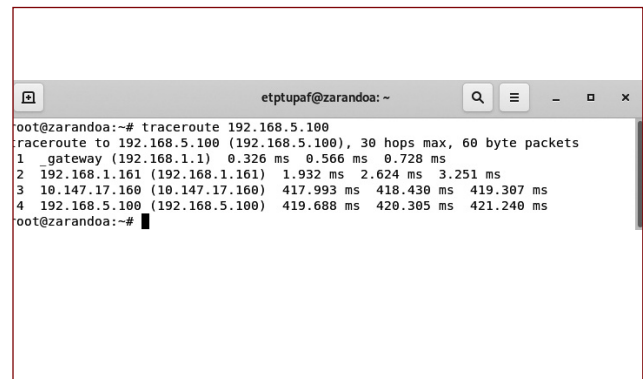 etptupaf@zarandoa: ~
root@zarandoa:~# traceroute 192.168.5.100
traceroute to 192.168.5.100 (192.168.5.100), 30 hops max, 60 byte packets
1 _gateway (192.168.1.1) 0.326 ms 0.566 ms 0.728 ms
2 192.168.1.161 (192.168.1.161) 1.932 ms 2.624 ms 3.251 ms
3 10.147.17.160 (10.147.17.160) 417.993 ms 418.430 ms 419.307 ms
4 192.168.5.100 (192.168.5.100) 419.688 ms 420.305 ms 421.240 ms
root@zarandoa:~#